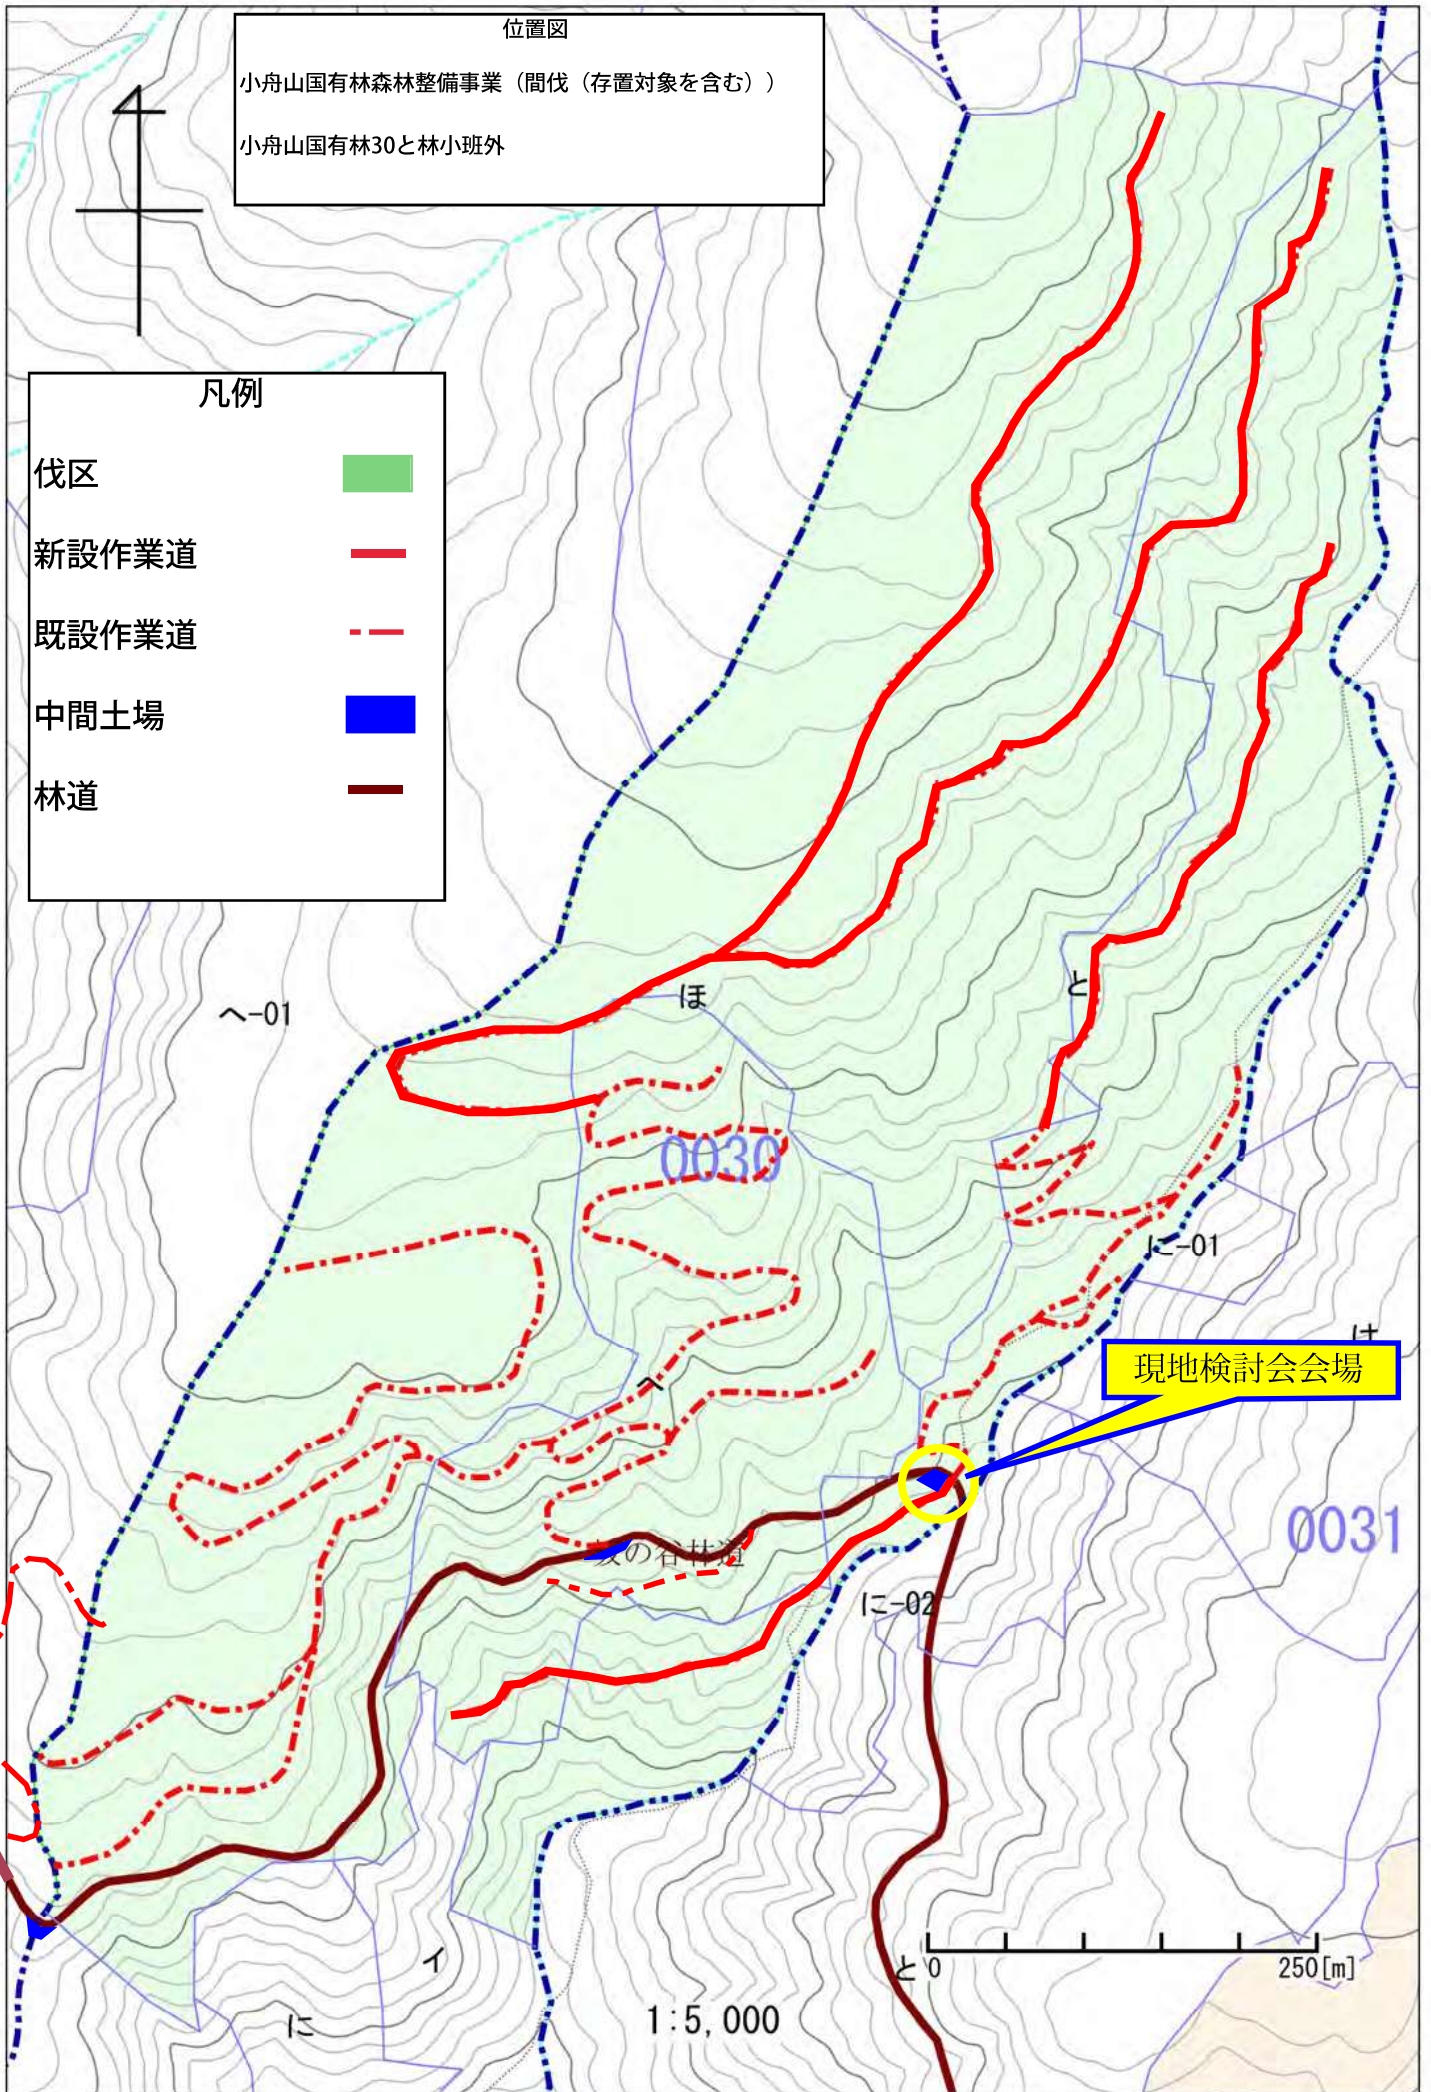 位置図
小舟山国有林森林整備事業（間伐（存置対象を含む））
小舟山国有林30と林小班外
凡例
伐区
新設作業道
既設作業道
中間土場
林道
ほ
と
へ-01
0030
に-01
は
現地検討会会場
へ
0031
の谷林道
に-02
イ
と
0
250[m]
に
1:5,000